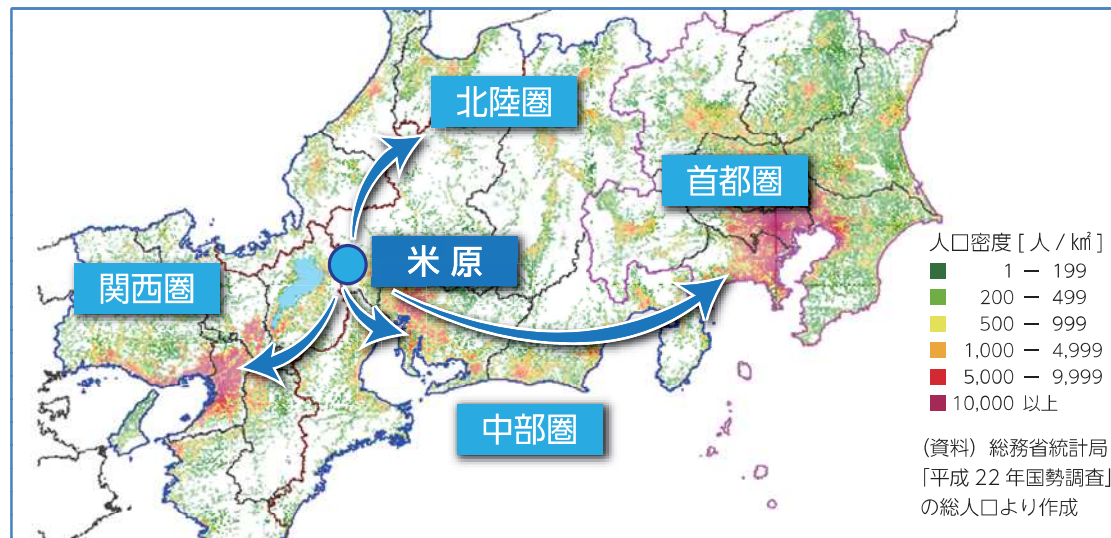 北陸圏
首都圏
米原
関西圏
中部圏
人口密度 [ 人 / k㎡ ]
1 － 199
200 － 499
500 － 999
1,000 － 4,999
5,000 － 9,999
10,000 以上
(資料) 総務省統計局
「平成 22 年国勢調査」
の総人口より作成